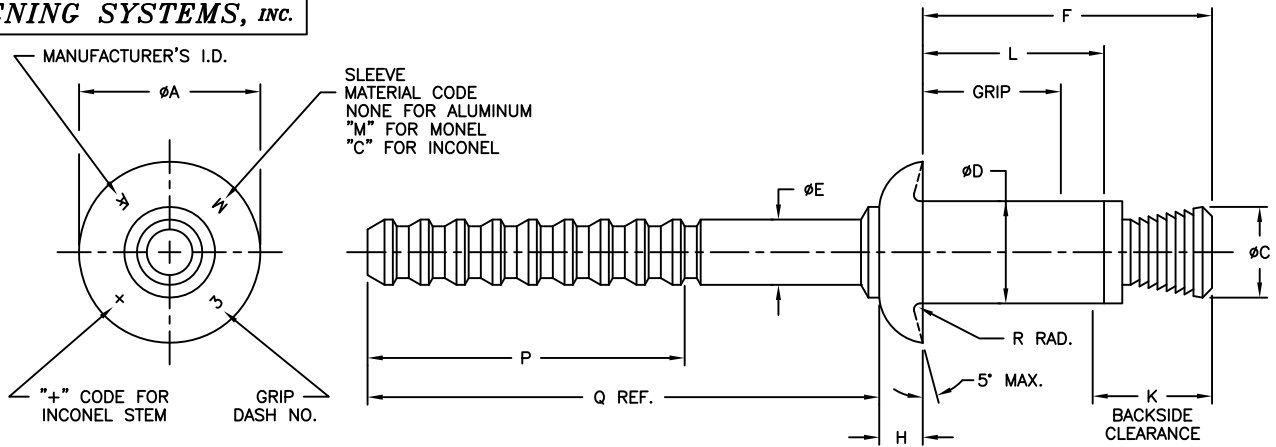 ENING SYSTEMS, INC.
MANUFACTURER'S I.D.
øA
SLEEVE
MATERIAL CODE
NONE FOR ALUMINUM
"M" FOR MONEL
"C" FOR INCONEL
M
3
+
"+" CODE FOR
INCONEL STEM
GRIP
DASH NO.
F
L
GRIP
øD
øE
øC
P
R RAD.
5° MAX.
Q REF.
K
BACKSIDE
CLEARANCE
H